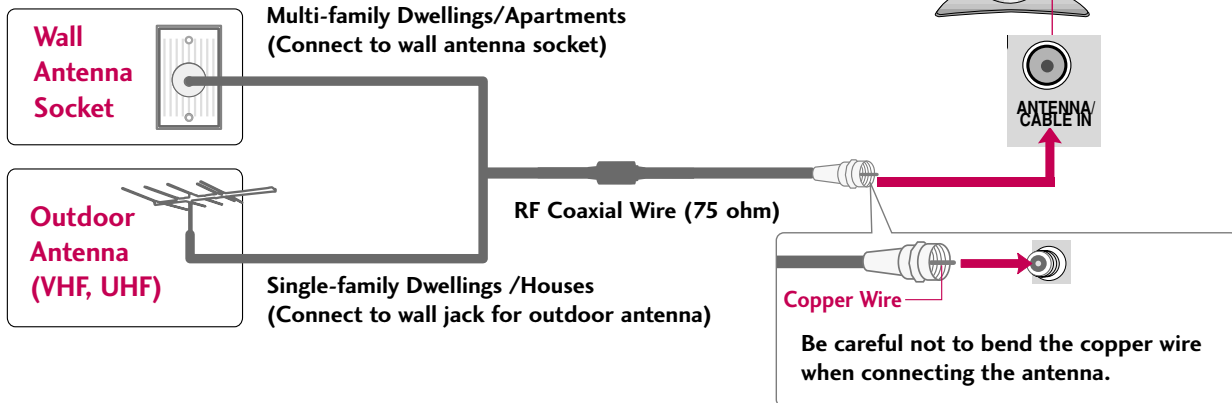 Wall
Antenna
Socket
Multi-family Dwellings/Apartments
(Connect to wall antenna socket)
ANTENNA/
CABLE IN
Outdoor
Antenna
(VHF, UHF)
RF Coaxial Wire (75 ohm)
Single-family Dwellings /Houses
(Connect to wall jack for outdoor antenna)
Copper Wire
Be careful not to bend the copper wire
when connecting the antenna.